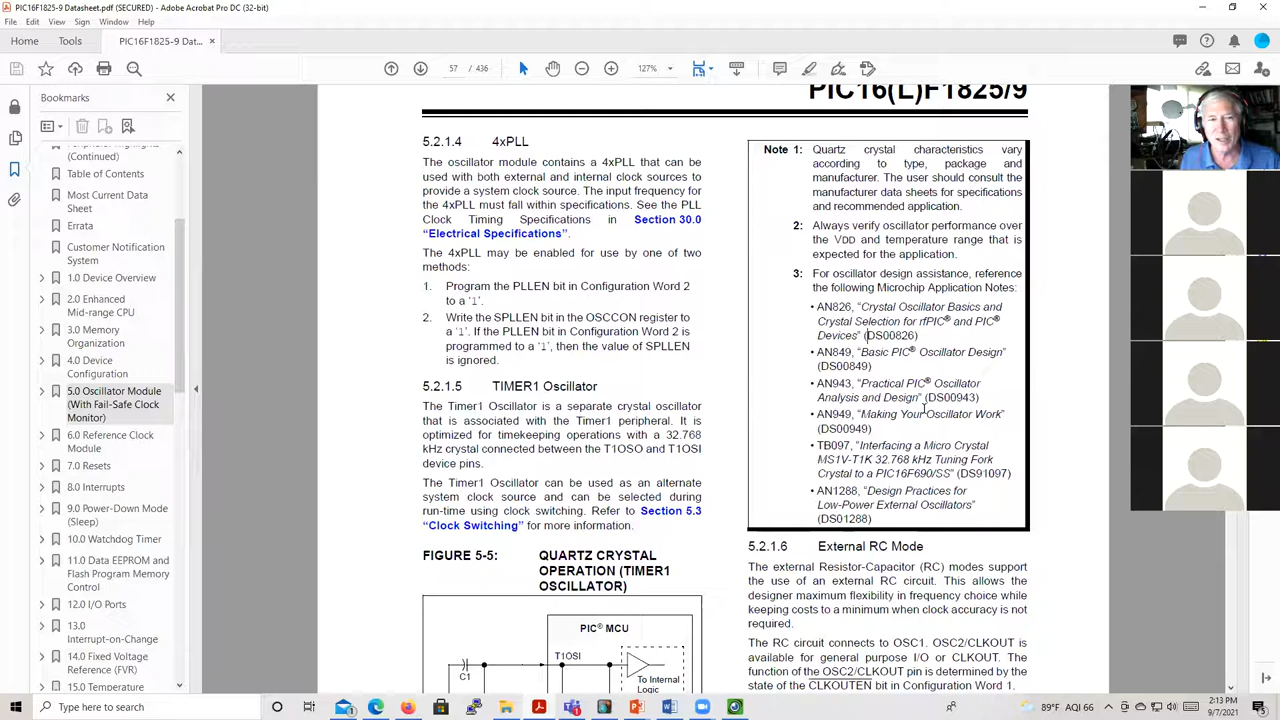 PIC16F1825-9 Datasheet.pdf (SECURED) - Adobe Acrobat Pro DC (32-bit)
File Edit View Sign Window Help
Home Tools PIC16F1825-9 Dat... ×
57 / 436 127%
Bookmarks
(Continued)
Table of Contents
Most Current Data
Sheet
Errata
Customer Notification
System
1.0 Device Overview
2.0 Enhanced
Mid-range CPU
3.0 Memory
Organization
4.0 Device
Configuration
5.0 Oscillator Module
(With Fail-Safe Clock
Monitor)
6.0 Reference Clock
Module
7.0 Resets
8.0 Interrupts
9.0 Power-Down Mode
(Sleep)
10.0 Watchdog Timer
11.0 Data EEPROM and
Flash Program Memory
Control
12.0 I/O Ports
13.0
Interrupt-on-Change
14.0 Fixed Voltage
Reference (FVR)
15.0 Temperature
PIC16(L)F1825/9
5.2.1.4 4xPLL
The oscillator module contains a 4xPLL that can be
used with both external and internal clock sources to
provide a system clock source. The input frequency for
the 4xPLL must fall within specifications. See the PLL
Clock Timing Specifications in Section 30.0
“Electrical Specifications”.
The 4xPLL may be enabled for use by one of two
methods:
1. Program the PLLEN bit in Configuration Word 2
to a ‘1’.
2. Write the SPLLEN bit in the OSCCON register to
a ‘1’. If the PLLEN bit in Configuration Word 2 is
programmed to a ‘1’, then the value of SPLLEN
is ignored.
5.2.1.5 TIMER1 Oscillator
The Timer1 Oscillator is a separate crystal oscillator
that is associated with the Timer1 peripheral. It is
optimized for timekeeping operations with a 32.768
kHz crystal connected between the T1OSO and T1OSI
device pins.
The Timer1 Oscillator can be used as an alternate
system clock source and can be selected during
run-time using clock switching. Refer to Section 5.3
“Clock Switching” for more information.
FIGURE 5-5: QUARTZ CRYSTAL
OPERATION (TIMER1
OSCILLATOR)
PIC® MCU
T1OSI
C1
To Internal
Logic
Note 1: Quartz crystal characteristics vary
according to type, package and
manufacturer. The user should consult the
manufacturer data sheets for specifications
and recommended application.
2: Always verify oscillator performance over
the VDD and temperature range that is
expected for the application.
3: For oscillator design assistance, reference
the following Microchip Application Notes:
• AN826, “Crystal Oscillator Basics and
Crystal Selection for rfPIC® and PIC®
Devices” (DS00826)
• AN849, “Basic PIC® Oscillator Design”
(DS00849)
• AN943, “Practical PIC® Oscillator
Analysis and Design” (DS00943)
• AN949, “Making Your Oscillator Work”
(DS00949)
• TB097, “Interfacing a Micro Crystal
MS1V-T1K 32.768 kHz Tuning Fork
Crystal to a PIC16F690/SS” (DS91097)
• AN1288, “Design Practices for
Low-Power External Oscillators”
(DS01288)
5.2.1.6 External RC Mode
The external Resistor-Capacitor (RC) modes support
the use of an external RC circuit. This allows the
designer maximum flexibility in frequency choice while
keeping costs to a minimum when clock accuracy is not
required.
The RC circuit connects to OSC1. OSC2/CLKOUT is
available for general purpose I/O or CLKOUT. The
function of the OSC2/CLKOUT pin is determined by the
state of the CLKOUTEN bit in Configuration Word 1.
Type here to search
89°F AQI 66
2:13 PM
9/7/2021